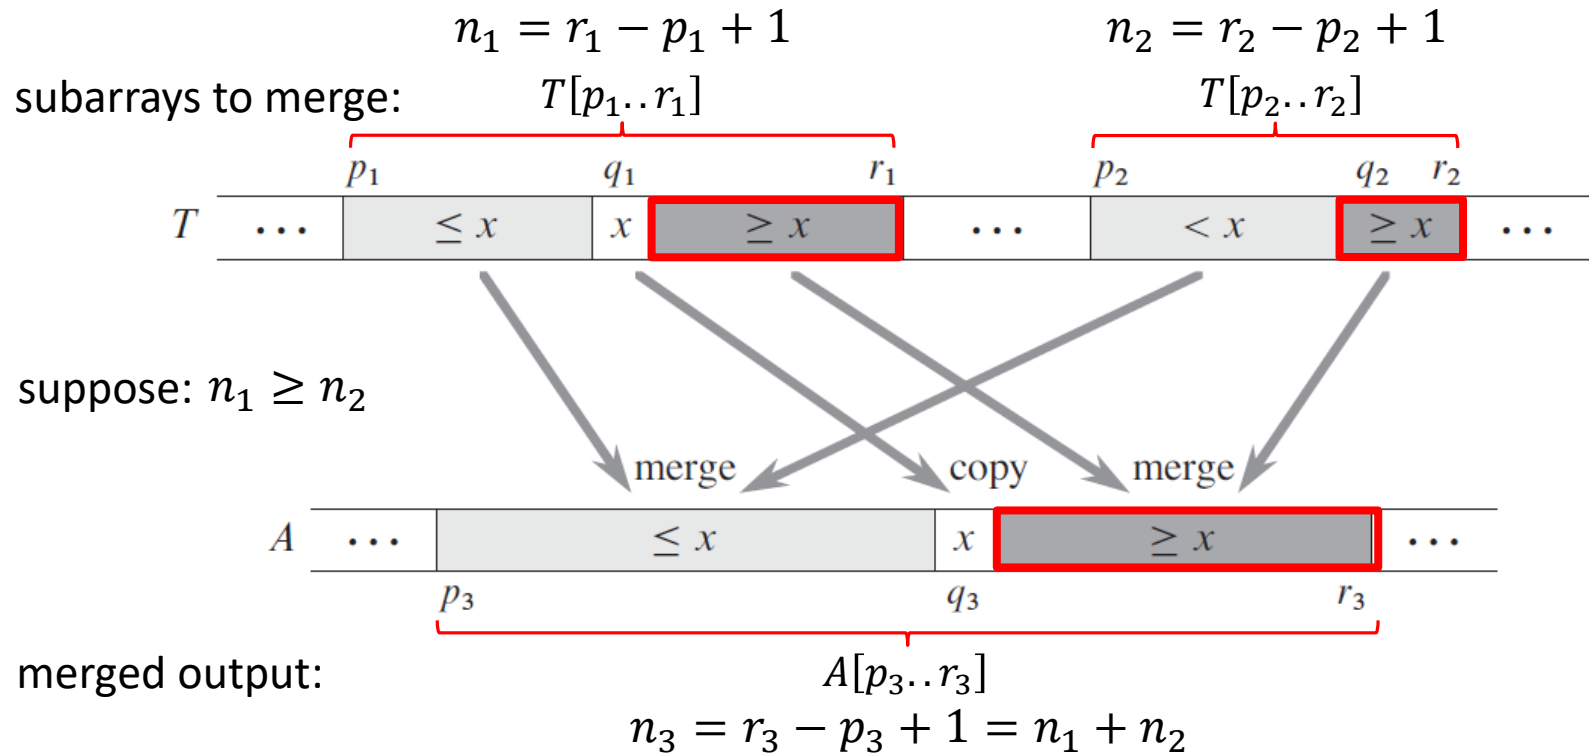 n₁ = r₁ − p₁ + 1 n₂ = r₂ − p₂ + 1
subarrays to merge: T[p₁..r₁] T[p₂..r₂]
p₁ q₁ r₁ p₂ q₂ r₂
T ··· ≤ x x ≥ x ··· < x ≥ x ···
suppose: n₁ ≥ n₂
merge copy merge
A ··· ≤ x x ≥ x ···
p₃ q₃ r₃
merged output: A[p₃..r₃]
n₃ = r₃ − p₃ + 1 = n₁ + n₂